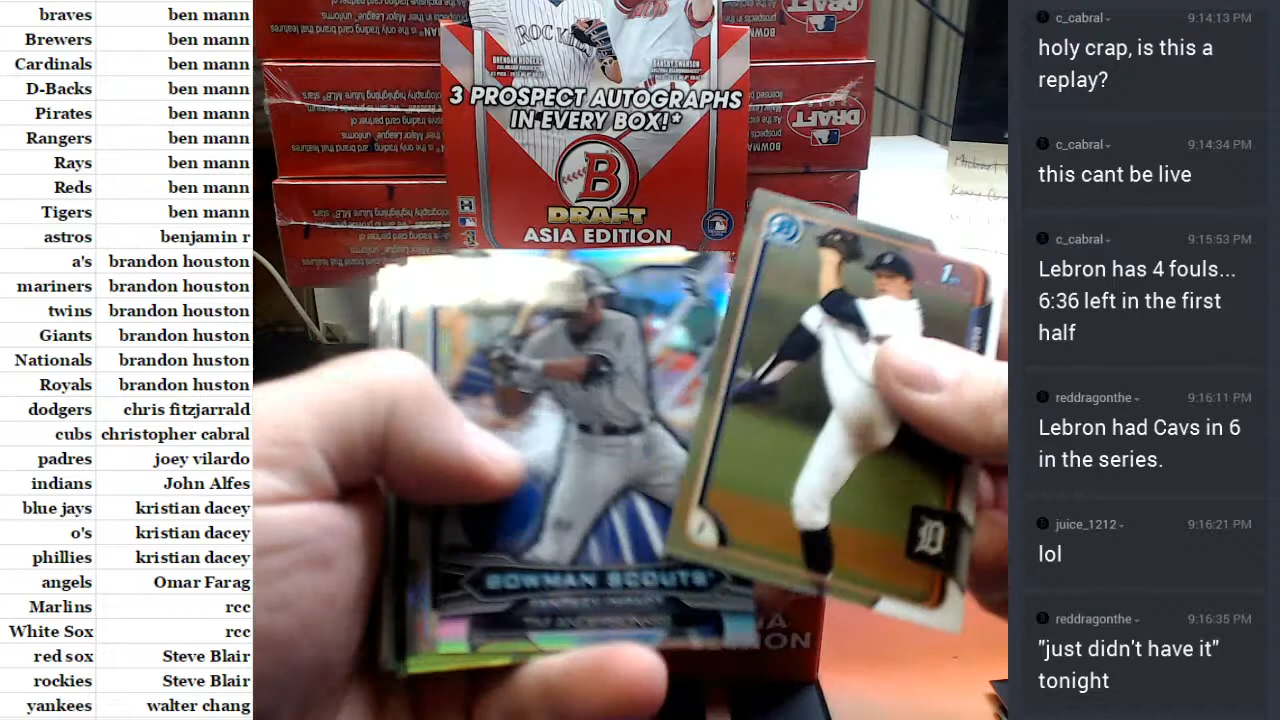 braves ben mann
Brewers ben mann
Cardinals ben mann
D-Backs ben mann
Pirates ben mann
Rangers ben mann
Rays ben mann
Reds ben mann
Tigers ben mann
astros benjamin r
a's brandon houston
mariners brandon houston
twins brandon houston
Giants brandon huston
Nationals brandon huston
Royals brandon huston
dodgers chris fitzjarrald
cubs christopher cabral
padres joey vilardo
indians John Alfes
blue jays kristian dacey
o's kristian dacey
phillies kristian dacey
angels Omar Farag
Marlins rcc
White Sox rcc
red sox Steve Blair
rockies Steve Blair
yankees walter chang
ROCKIES
BRENDAN RODGERS
DANSBY SWANSON
3 PROSPECT AUTOGRAPHS
IN EVERY BOX!*
B
DRAFT
ASIA EDITION
DRAFT
1st
D
BOWMAN SCOUTS'
c_cabral 9:14:13 PM
holy crap, is this a
replay?
c_cabral 9:14:34 PM
this cant be live
c_cabral 9:15:53 PM
Lebron has 4 fouls...
6:36 left in the first
half
reddragonthe 9:16:11 PM
Lebron had Cavs in 6
in the series.
juice_1212 9:16:21 PM
lol
reddragonthe 9:16:35 PM
"just didn't have it"
tonight